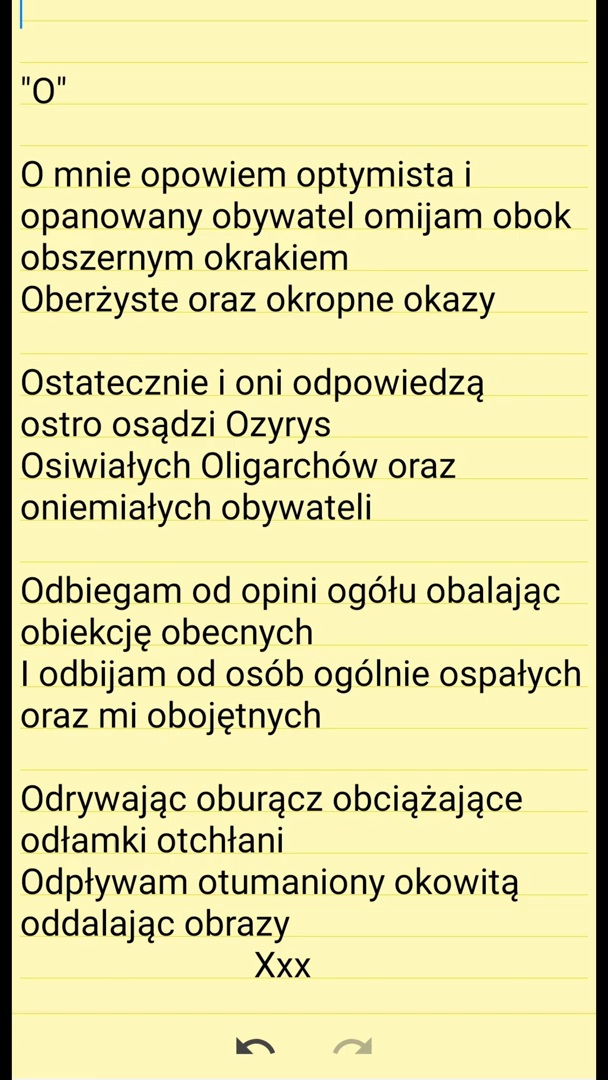 "O"
O mnie opowiem optymista i
opanowany obywatel omijam obok
obszernym okrakiem
Oberżyste oraz okropne okazy
Ostatecznie i oni odpowiedzą
ostro osądzi Ozyrys
Osiwiałych Oligarchów oraz
oniemiałych obywateli
Odbiegam od opini ogółu obalając
obiekcję obecnych
I odbijam od osób ogólnie ospałych
oraz mi obojętnych
Odrywając oburącz obciążające
odłamki otchłani
Odpływam otumaniony okowitą
oddalając obrazy
Xxx